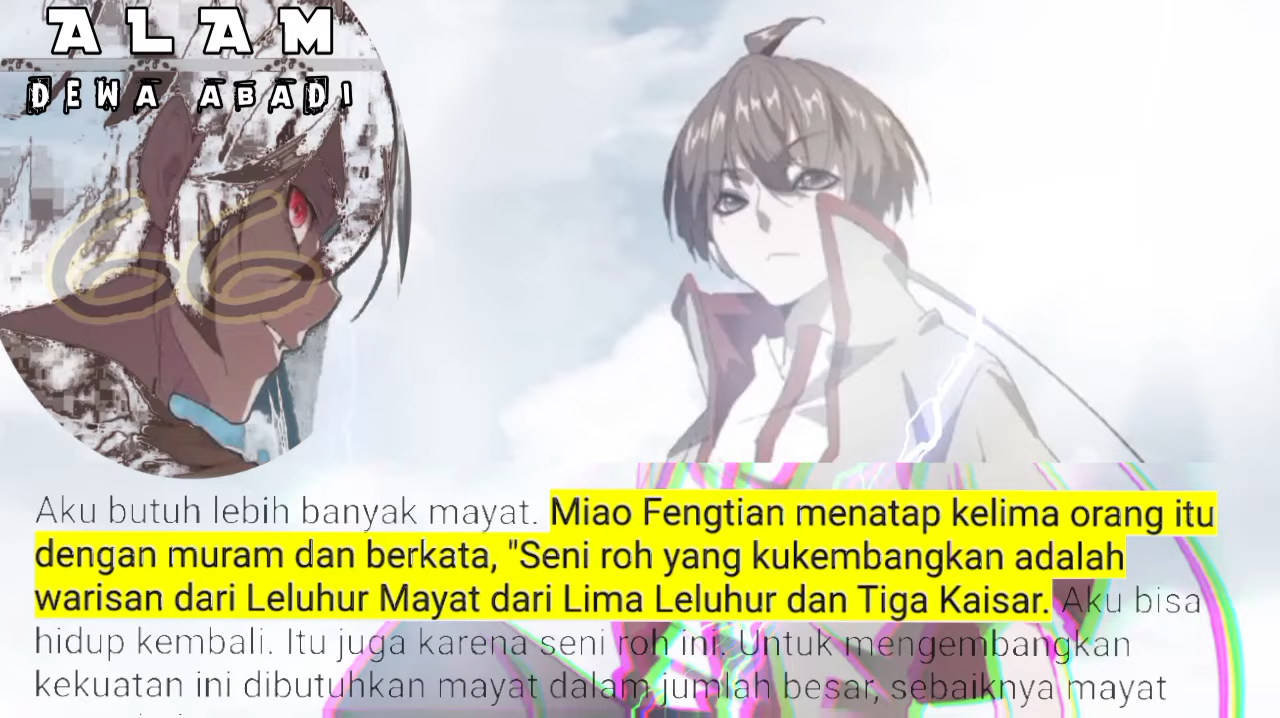 ALAM
DEWA ABADI
66
Aku butuh lebih banyak mayat. Miao Fengtian menatap kelima orang itu
dengan muram dan berkata, "Seni roh yang kukembangkan adalah
warisan dari Leluhur Mayat dari Lima Leluhur dan Tiga Kaisar. Aku bisa
hidup kembali. Itu juga karena seni roh ini. Untuk mengembangkan
kekuatan ini dibutuhkan mayat dalam jumlah besar, sebaiknya mayat